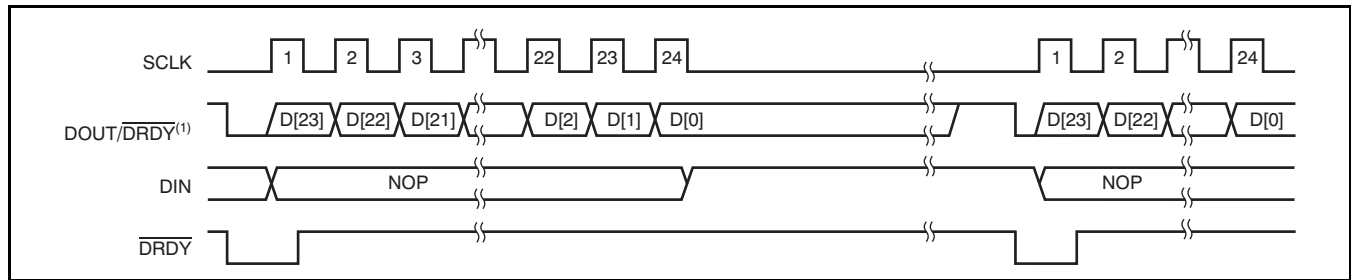 SCLK 1 2 3 22 23 24 1 2 24
DOUT/DRDY(1) D[23] D[22] D[21] D[2] D[1] D[0] D[23] D[22] D[0]
DIN NOP NOP
DRDY